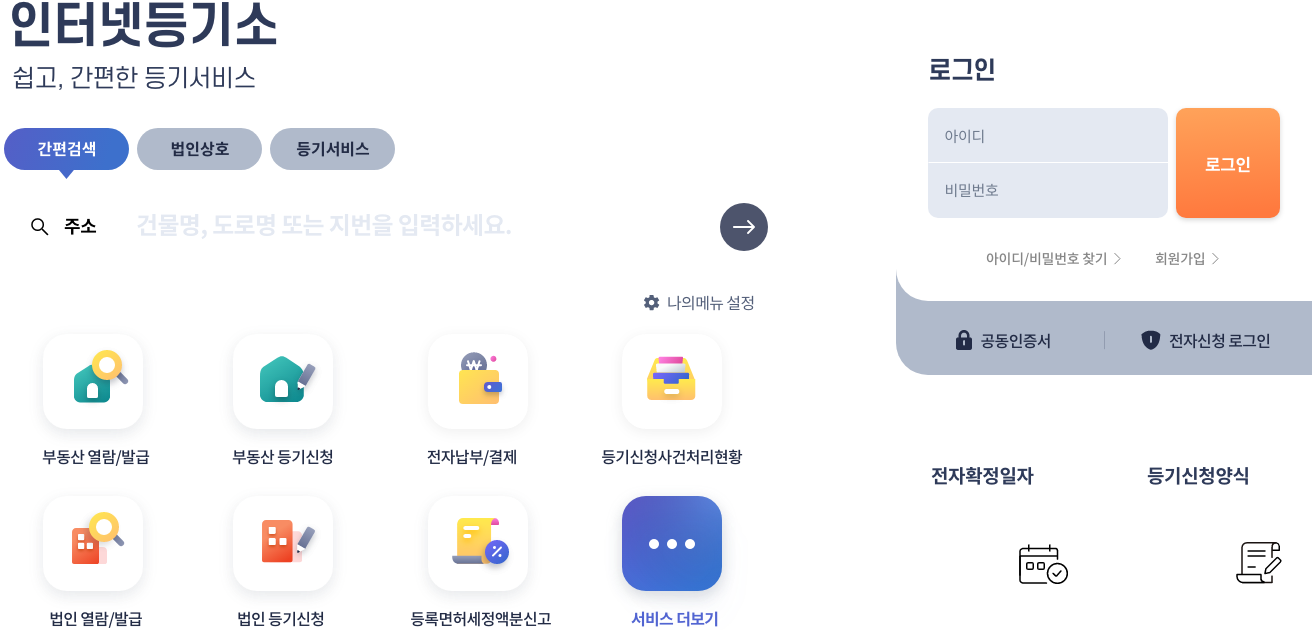 인터넷등기소
쉽고, 간편한 등기서비스
간편검색 법인상호 등기서비스
주소 건물명, 도로명 또는 지번을 입력하세요.
나의메뉴 설정
부동산 열람/발급 부동산 등기신청 전자납부/결제 등기신청사건처리현황
법인 열람/발급 법인 등기신청 등록면허세정액분신고 서비스 더보기
로그인
아이디
비밀번호
로그인
아이디/비밀번호 찾기 회원가입
공동인증서 전자신청 로그인
전자확정일자 등기신청양식